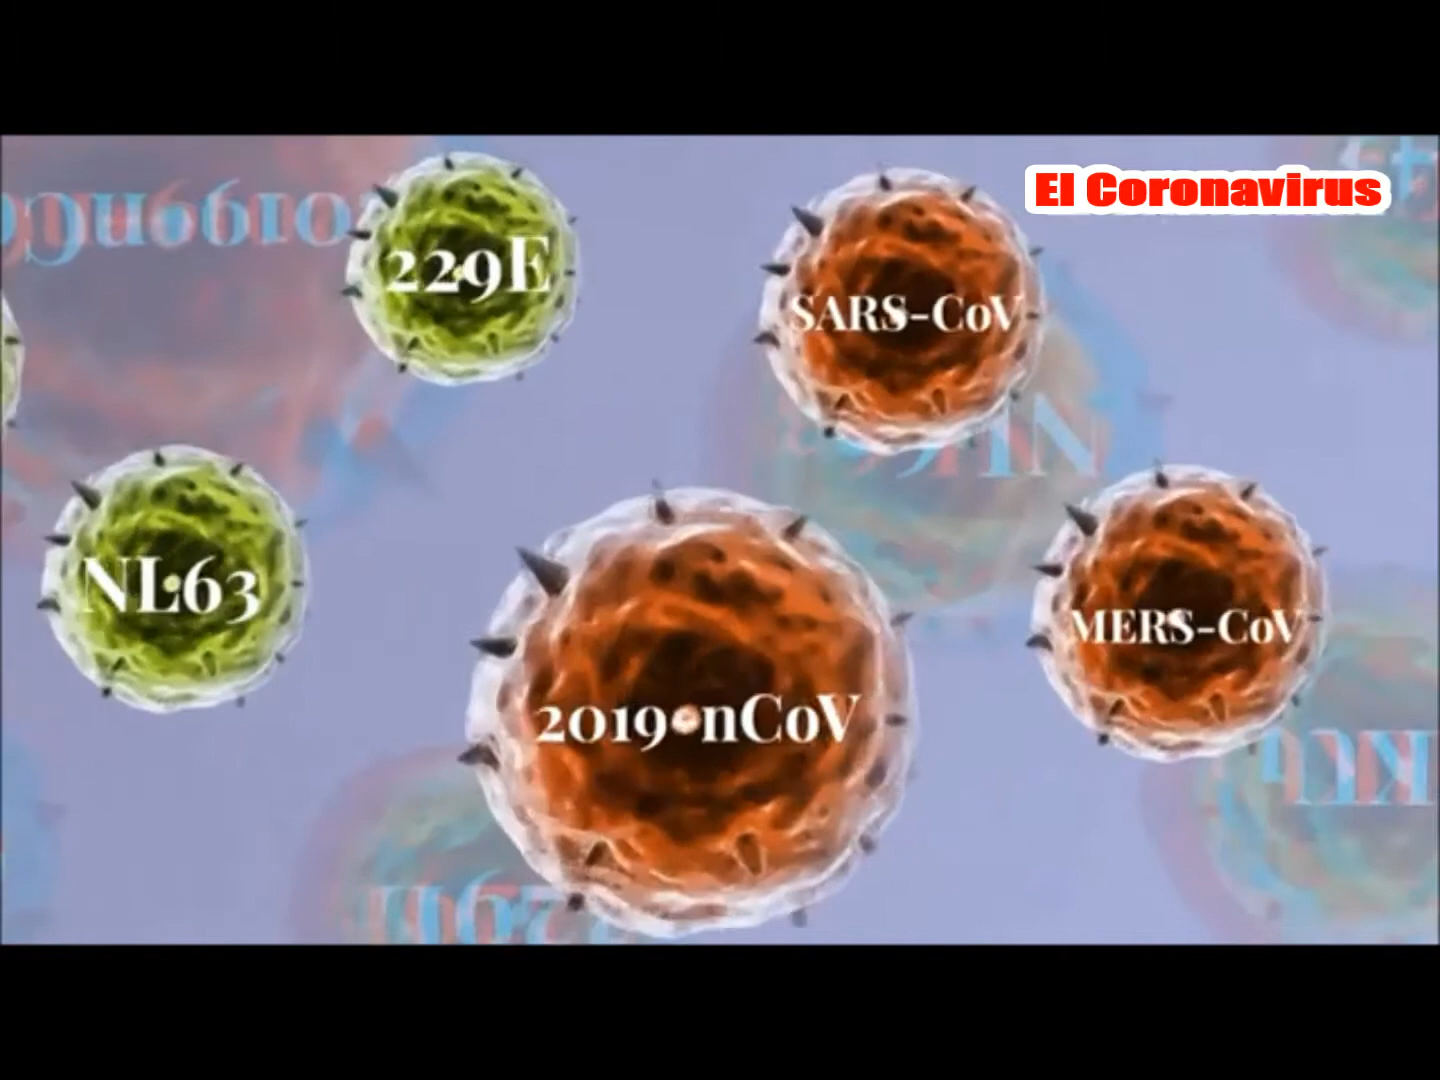 El Coronavirus
229E
SARS-CoV
NL63
2019-nCoV
MERS-CoV